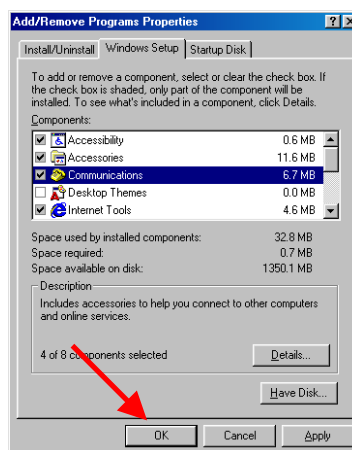 Add/Remove Programs Properties
Install/Uninstall Windows Setup Startup Disk
To add or remove a component, select or clear the check box. If
the check box is shaded, only part of the component will be
installed. To see what's included in a component, click Details.
Components:
Accessibility 0.6 MB
Accessories 11.6 MB
Communications 6.7 MB
Desktop Themes 0.0 MB
Internet Tools 4.6 MB
Space used by installed components: 32.8 MB
Space required: 0.7 MB
Space available on disk: 1350.1 MB
Description
Includes accessories to help you connect to other computers
and online services.
4 of 8 components selected Details...
Have Disk...
OK Cancel Apply